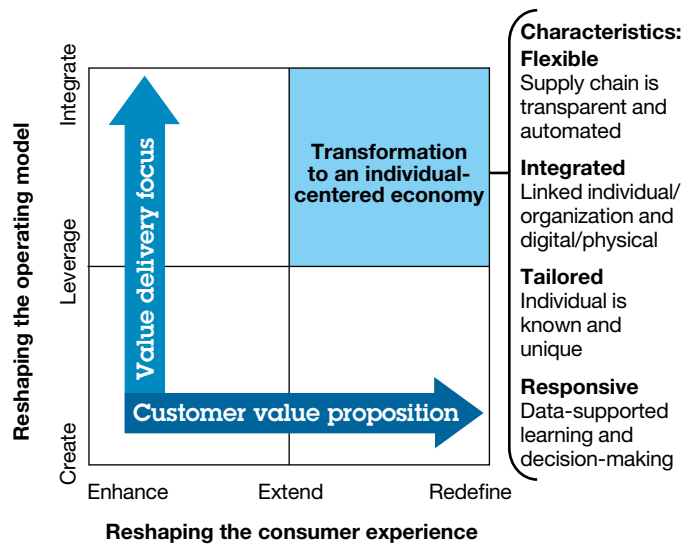 Reshaping the operating model
Integrate
Leverage
Create
Value delivery focus
Customer value proposition
Transformation
to an individual-
centered economy
Enhance
Extend
Redefine
Reshaping the consumer experience
Characteristics:
Flexible
Supply chain is
transparent and
automated
Integrated
Linked individual/
organization and
digital/physical
Tailored
Individual is
known and
unique
Responsive
Data-supported
learning and
decision-making